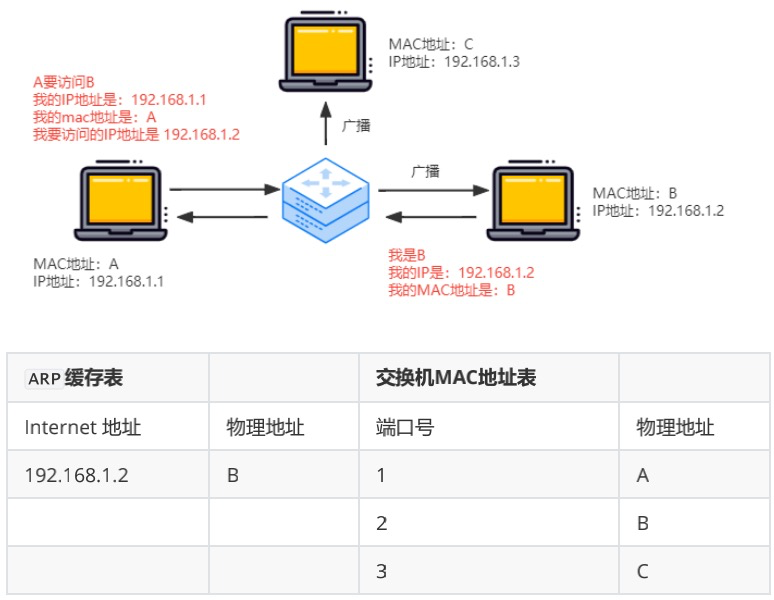 MAC地址：C
IP地址：192.168.1.3
A要访问B
我的IP地址是：192.168.1.1
我的mac地址是：A
我要访问的IP地址是 192.168.1.2
广播
广播
MAC地址：B
IP地址：192.168.1.2
我是B
我的IP是：192.168.1.2
我的MAC地址是：B
MAC地址：A
IP地址：192.168.1.1
ARP 缓存表 交换机MAC地址表
Internet 地址 物理地址 端口号 物理地址
192.168.1.2 B 1 A
2 B
3 C